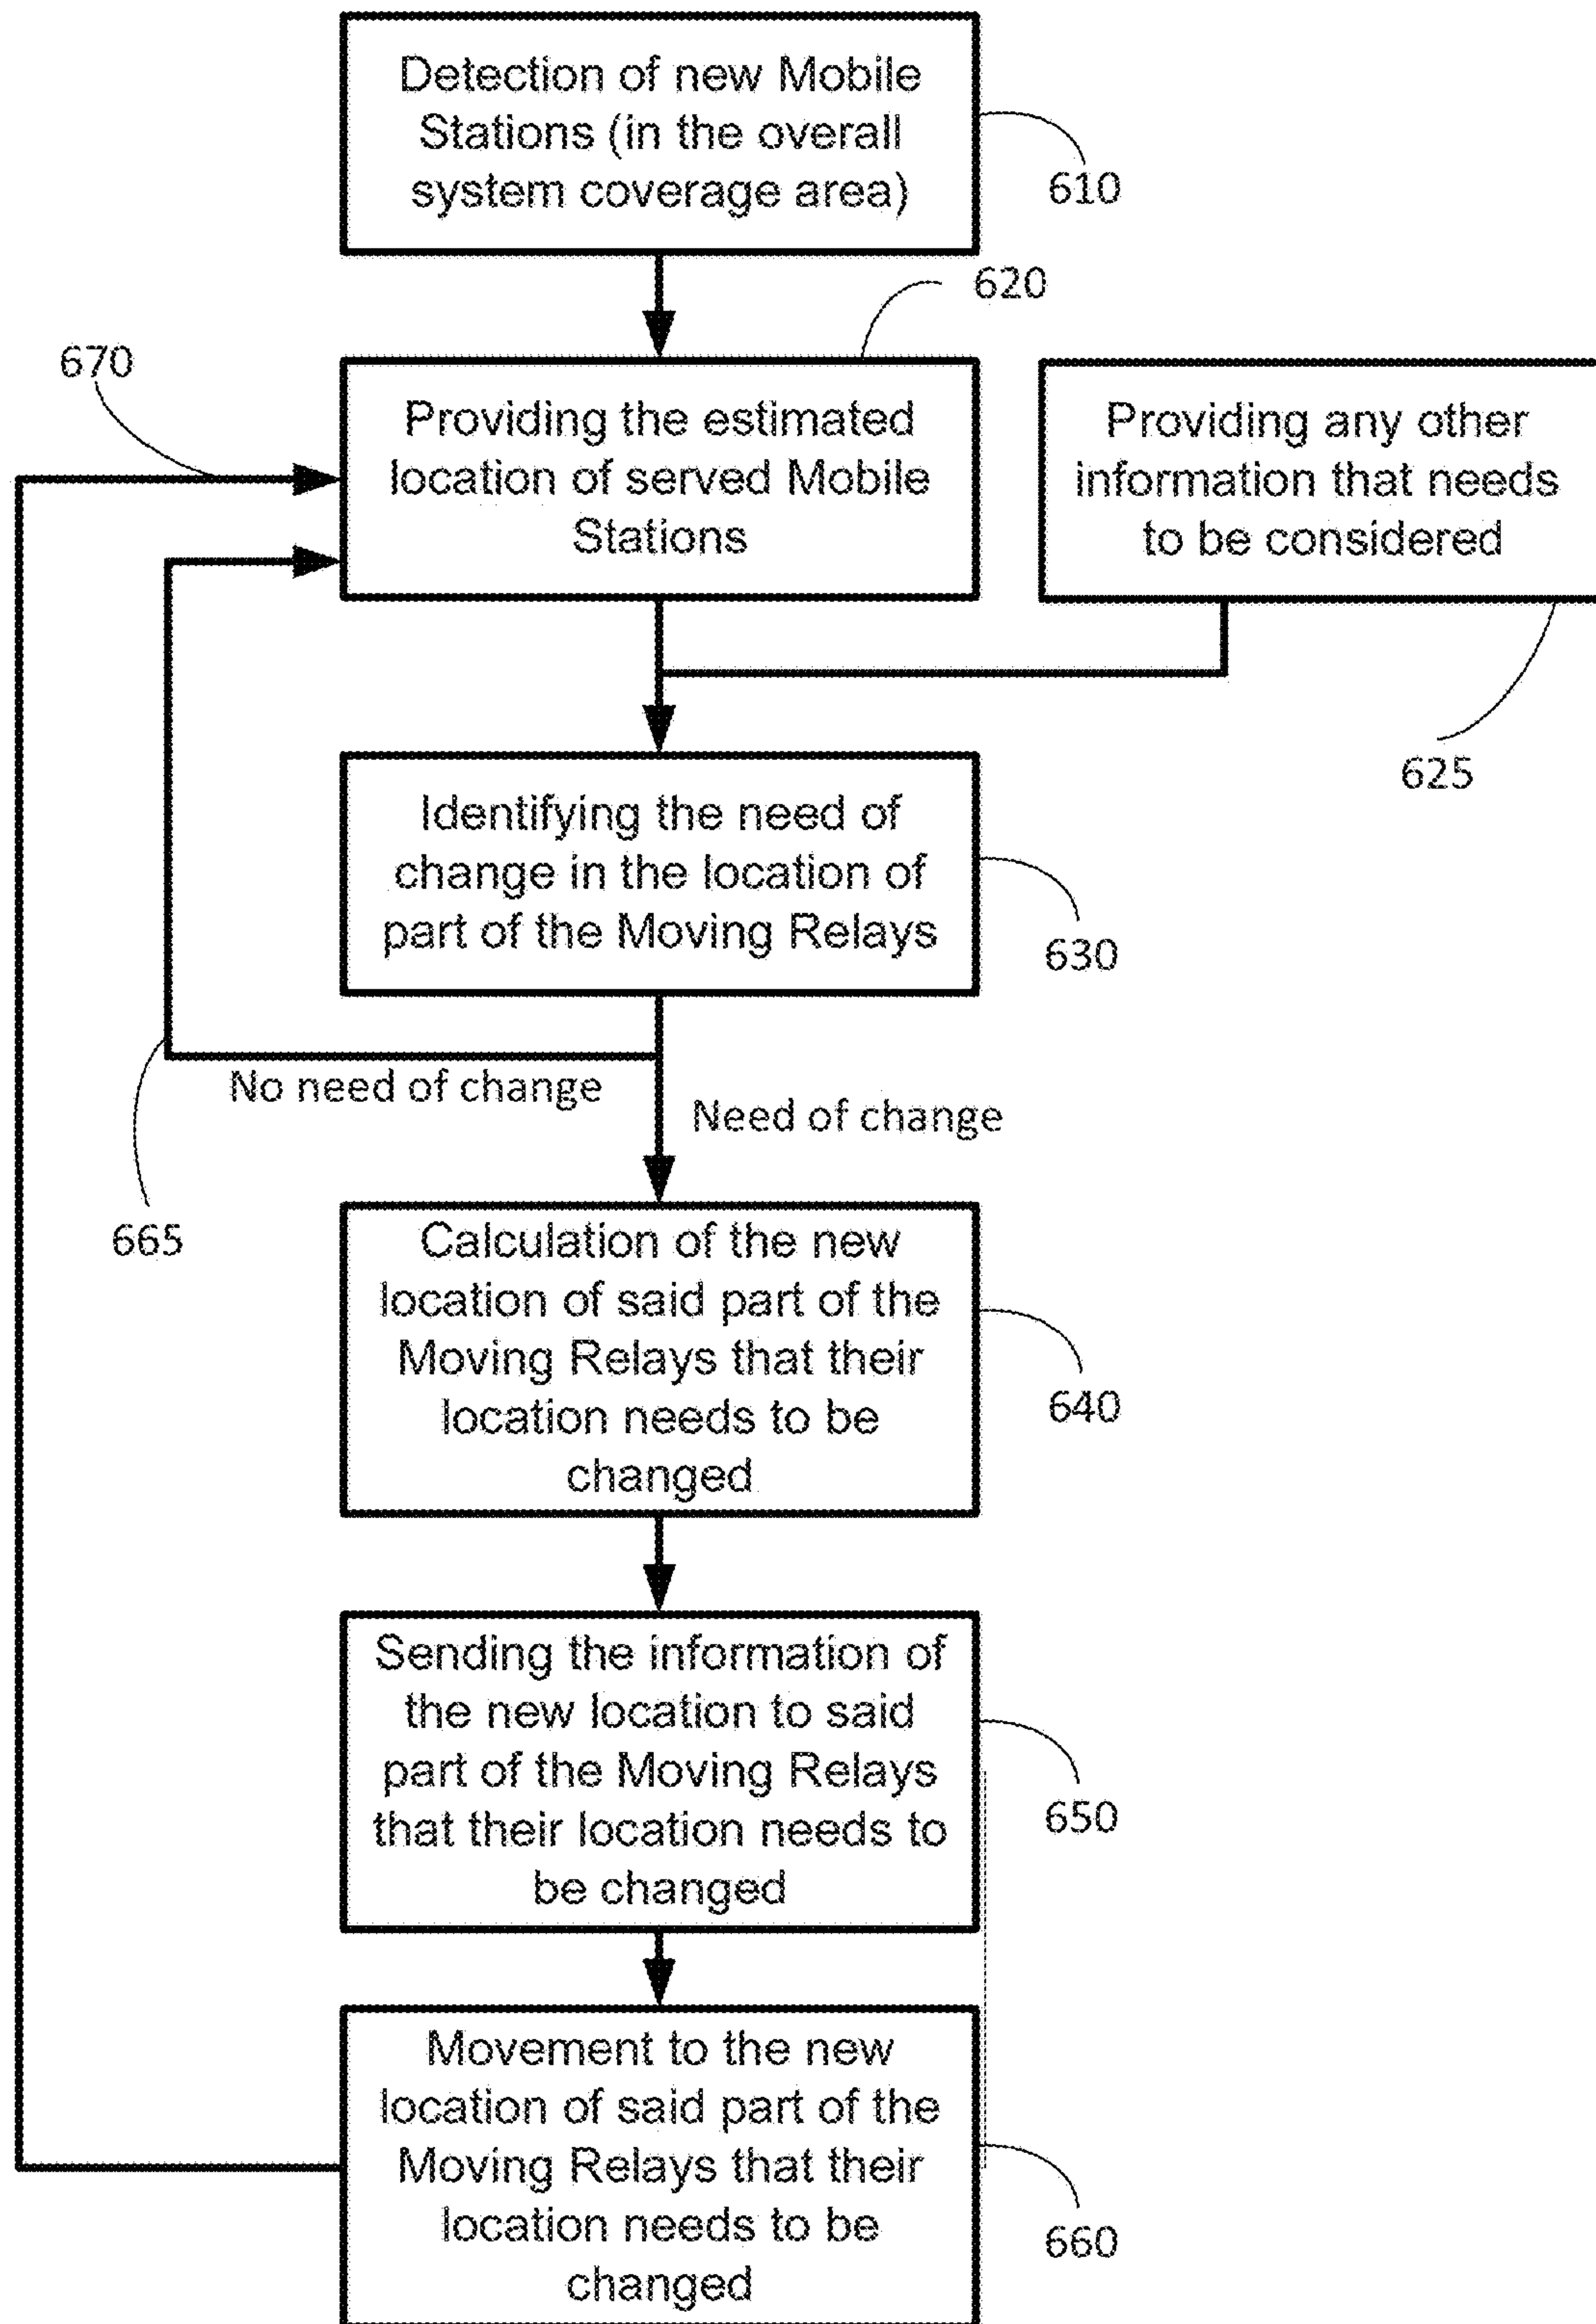 Detection of new Mobile
Stations (in the overall
system coverage area)
610
620
670
Providing the estimated
location of served Mobile
Stations
Providing any other
information that needs
to be considered
625
Identifying the need of
change in the location of
part of the Moving Relays
630
No need of change
Need of change
665
Calculation of the new
location of said part of the
Moving Relays that their
location needs to be
changed
640
Sending the information of
the new location to said
part of the Moving Relays
that their location needs to
be changed
650
Movement to the new
location of said part of the
Moving Relays that their
location needs to be
changed
660